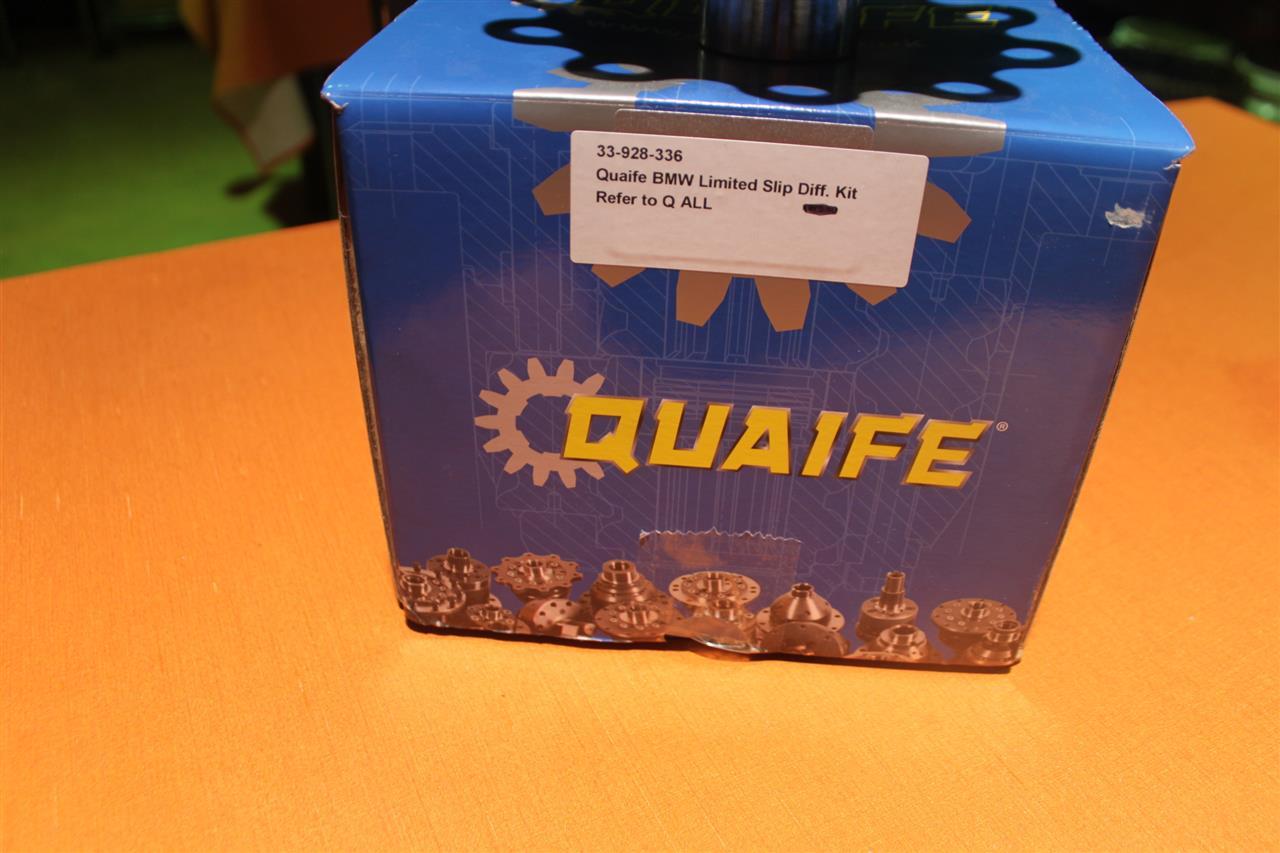 33-928-336
Quaife BMW Limited Slip Diff. Kit
Refer to Q ALL
QUAIFE®